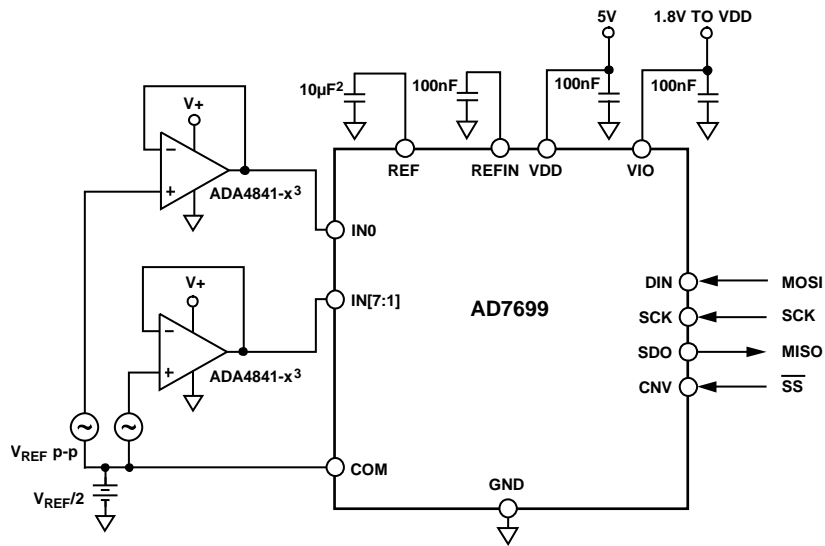 5V
1.8V TO VDD
10µF2
100nF
100nF
100nF
V+
REF
REFIN
VDD
VIO
−
+
ADA4841-x3
IN0
V+
IN[7:1]
AD7699
DIN
MOSI
SCK
SCK
−
+
SDO
MISO
ADA4841-x3
CNV
SS
~
~
VREF p-p
COM
VREF/2
GND